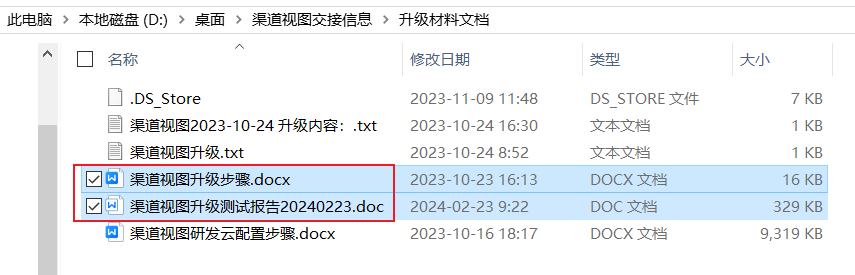 此电脑 > 本地磁盘 (D:) > 桌面 > 渠道视图交接信息 > 升级材料文档
名称 修改日期 类型 大小
.DS_Store 2023-11-09 11:48 DS_STORE 文件 7 KB
渠道视图2023-10-24 升级内容：.txt 2023-10-24 16:30 文本文档 1 KB
渠道视图升级.txt 2023-10-24 8:52 文本文档 1 KB
渠道视图升级步骤.docx 2023-10-23 16:13 DOCX 文档 16 KB
渠道视图升级测试报告20240223.doc 2024-02-23 9:22 DOC 文档 329 KB
渠道视图研发云配置步骤.docx 2023-10-16 18:17 DOCX 文档 9,319 KB